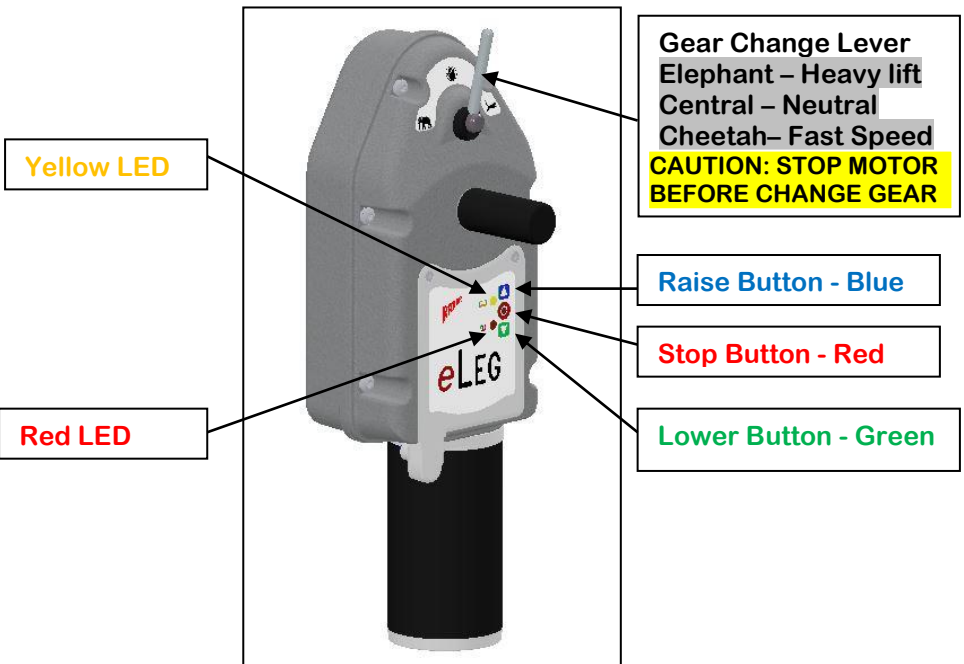 Gear Change Lever
Elephant – Heavy lift
Central – Neutral
Cheetah– Fast Speed
CAUTION: STOP MOTOR
BEFORE CHANGE GEAR
Yellow LED
Raise Button - Blue
Stop Button - Red
eLEG
Red LED
Lower Button - Green